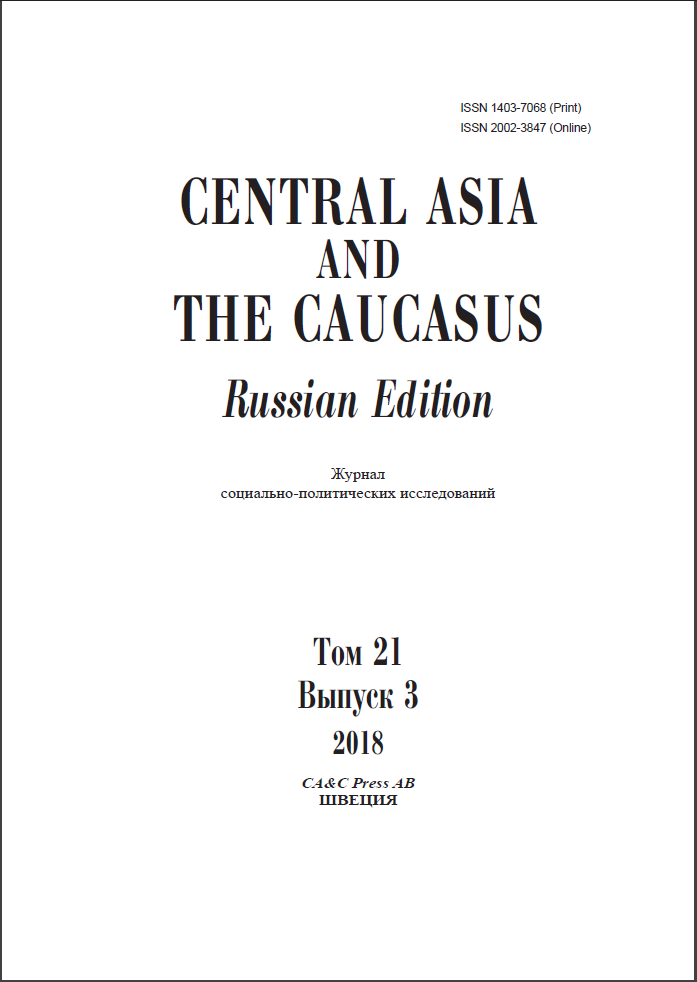 ISSN 1403-7068 (Print)
ISSN 2002-3847 (Online)
CENTRAL ASIA
AND
THE CAUCASUS
Russian Edition
Журнал
социально-политических исследований
Том 21
Выпуск 3
2018
CA&C Press AB
ШВЕЦИЯ